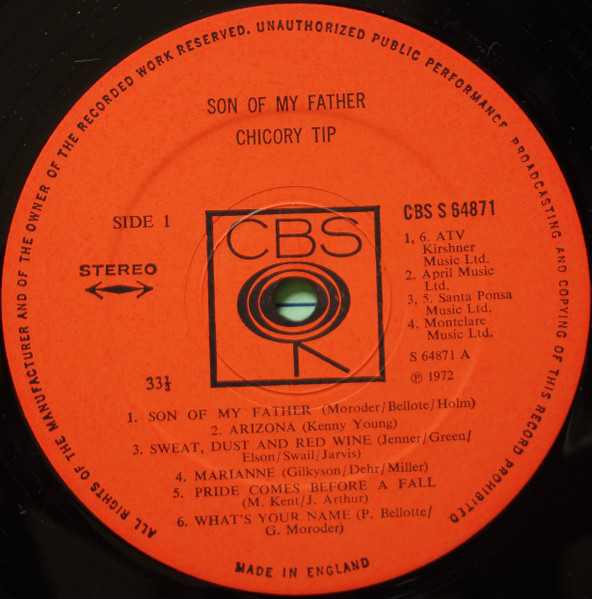 ALL RIGHTS OF THE MANUFACTURER AND OF THE OWNER OF THE RECORDED WORK RESERVED. UNAUTHORIZED PUBLIC PERFORMANCE, BROADCASTING AND COPYING OF THIS RECORD PROHIBITED.
SON OF MY FATHER
CHICORY TIP
SIDE 1
STEREO
33⅓
CBS
CBS S 64871
1, 6. ATV
Kirshner
Music Ltd.
2. April Music
Ltd.
3, 5. Santa Ponsa
Music Ltd.
4. Montclare
Music Ltd.
S 64871 A
℗ 1972
1. SON OF MY FATHER (Moroder/Bellote/Holm)
2. ARIZONA (Kenny Young)
3. SWEAT, DUST AND RED WINE (Jenner/Green/
Elson/Swail/Jarvis)
4. MARIANNE (Gilkyson/Dehr/Miller)
5. PRIDE COMES BEFORE A FALL
(M. Kent/J. Arthur)
6. WHAT'S YOUR NAME (P. Bellotte/
G. Moroder)
MADE IN ENGLAND